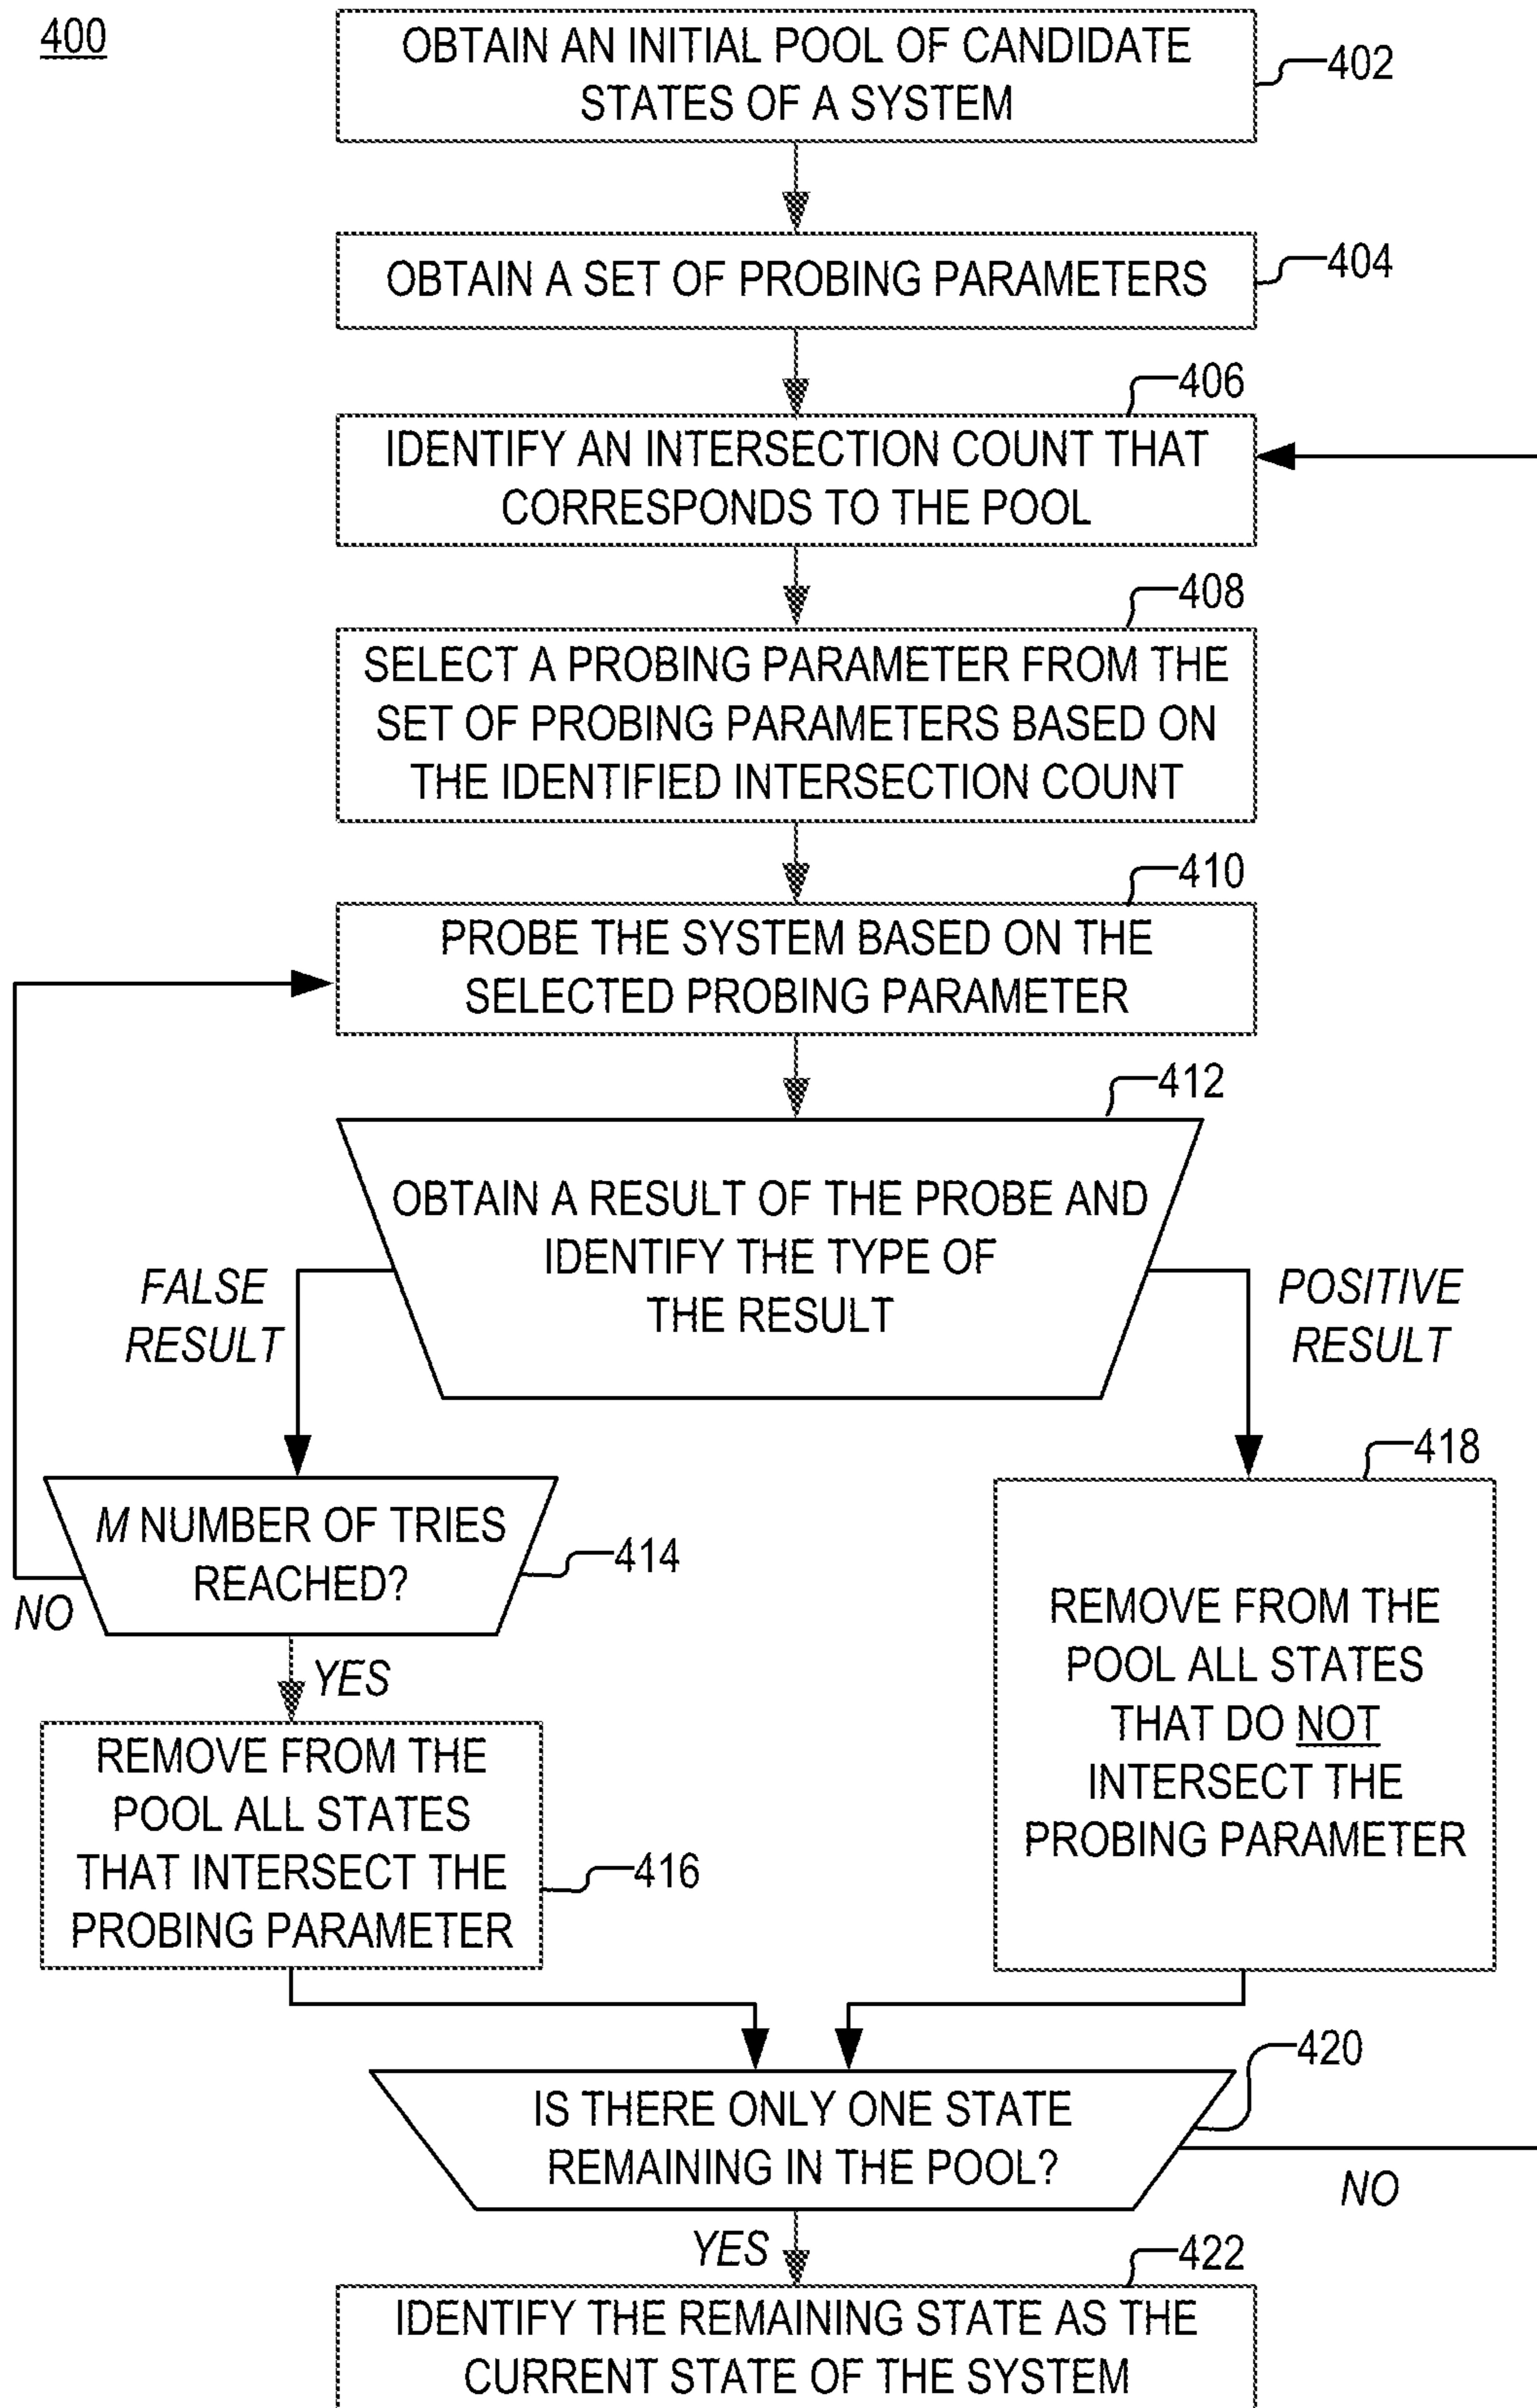 400
OBTAIN AN INITIAL POOL OF CANDIDATE
STATES OF A SYSTEM
402
OBTAIN A SET OF PROBING PARAMETERS
404
406
IDENTIFY AN INTERSECTION COUNT THAT
CORRESPONDS TO THE POOL
408
SELECT A PROBING PARAMETER FROM THE
SET OF PROBING PARAMETERS BASED ON
THE IDENTIFIED INTERSECTION COUNT
410
PROBE THE SYSTEM BASED ON THE
SELECTED PROBING PARAMETER
412
OBTAIN A RESULT OF THE PROBE AND
IDENTIFY THE TYPE OF
THE RESULT
FALSE
RESULT
POSITIVE
RESULT
M NUMBER OF TRIES
REACHED?
414
NO
YES
REMOVE FROM THE
POOL ALL STATES
THAT INTERSECT THE
PROBING PARAMETER
416
418
REMOVE FROM THE
POOL ALL STATES
THAT DO NOT
INTERSECT THE
PROBING PARAMETER
420
IS THERE ONLY ONE STATE
REMAINING IN THE POOL?
NO
YES
422
IDENTIFY THE REMAINING STATE AS THE
CURRENT STATE OF THE SYSTEM